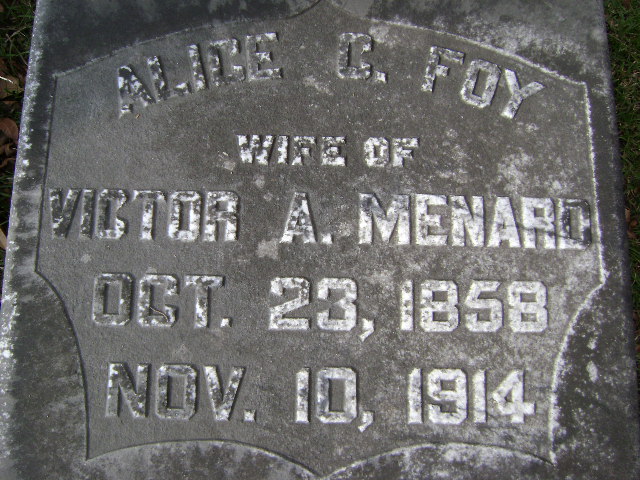 ALICE C. FOY
WIFE OF
VICTOR A. MENARD
OCT. 23, 1858
NOV. 10, 1914